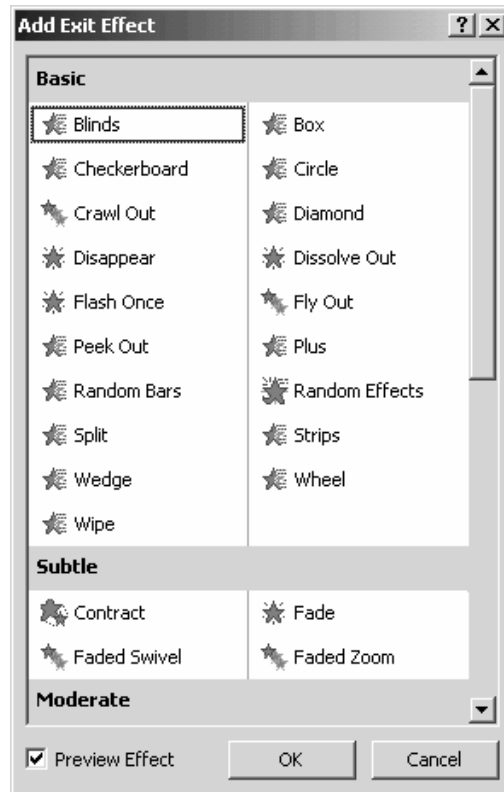 Add Exit Effect
Basic
Blinds Box
Checkerboard Circle
Crawl Out Diamond
Disappear Dissolve Out
Flash Once Fly Out
Peek Out Plus
Random Bars Random Effects
Split Strips
Wedge Wheel
Wipe
Subtle
Contract Fade
Faded Swivel Faded Zoom
Moderate
Preview Effect OK Cancel